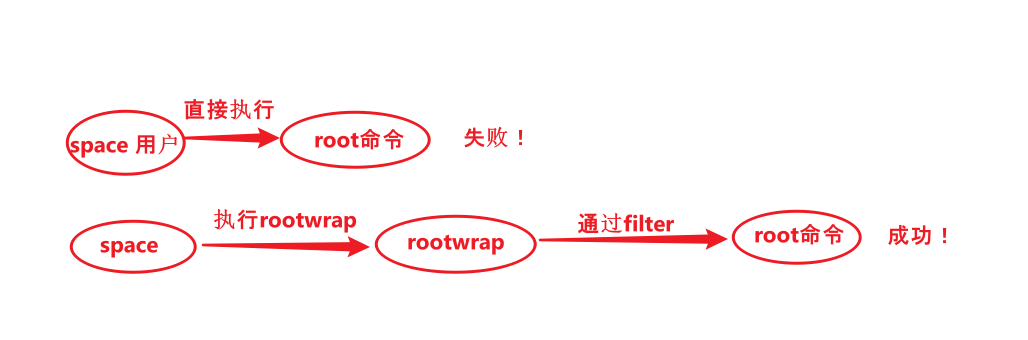 直接执行
space 用户
root命令
失败！
执行rootwrap
space
rootwrap
通过filter
root命令
成功！